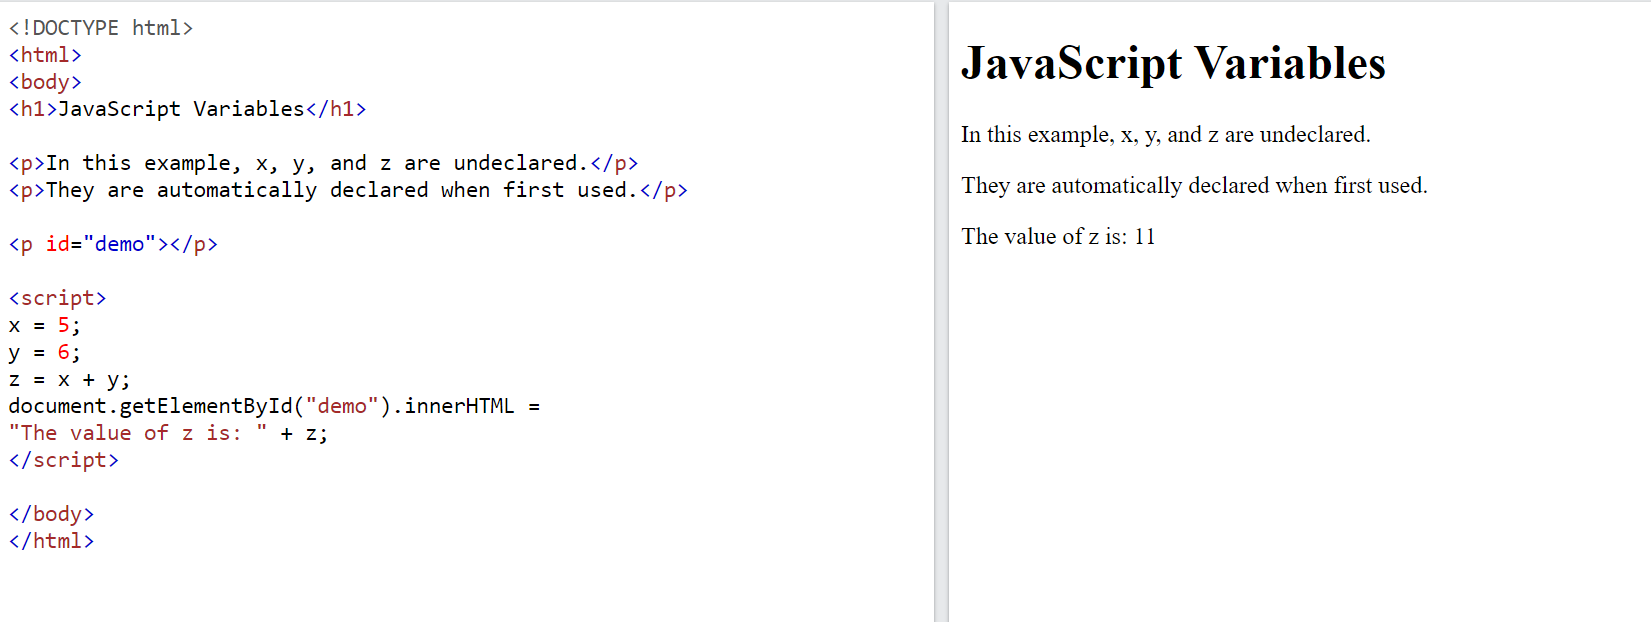 <!DOCTYPE html>
<html>
<body>
<h1>JavaScript Variables</h1>
<p>In this example, x, y, and z are undeclared.</p>
<p>They are automatically declared when first used.</p>
<p id="demo"></p>
<script>
x = 5;
y = 6;
z = x + y;
document.getElementById("demo").innerHTML =
"The value of z is: " + z;
</script>
</body>
</html>
JavaScript Variables
In this example, x, y, and z are undeclared.
They are automatically declared when first used.
The value of z is: 11